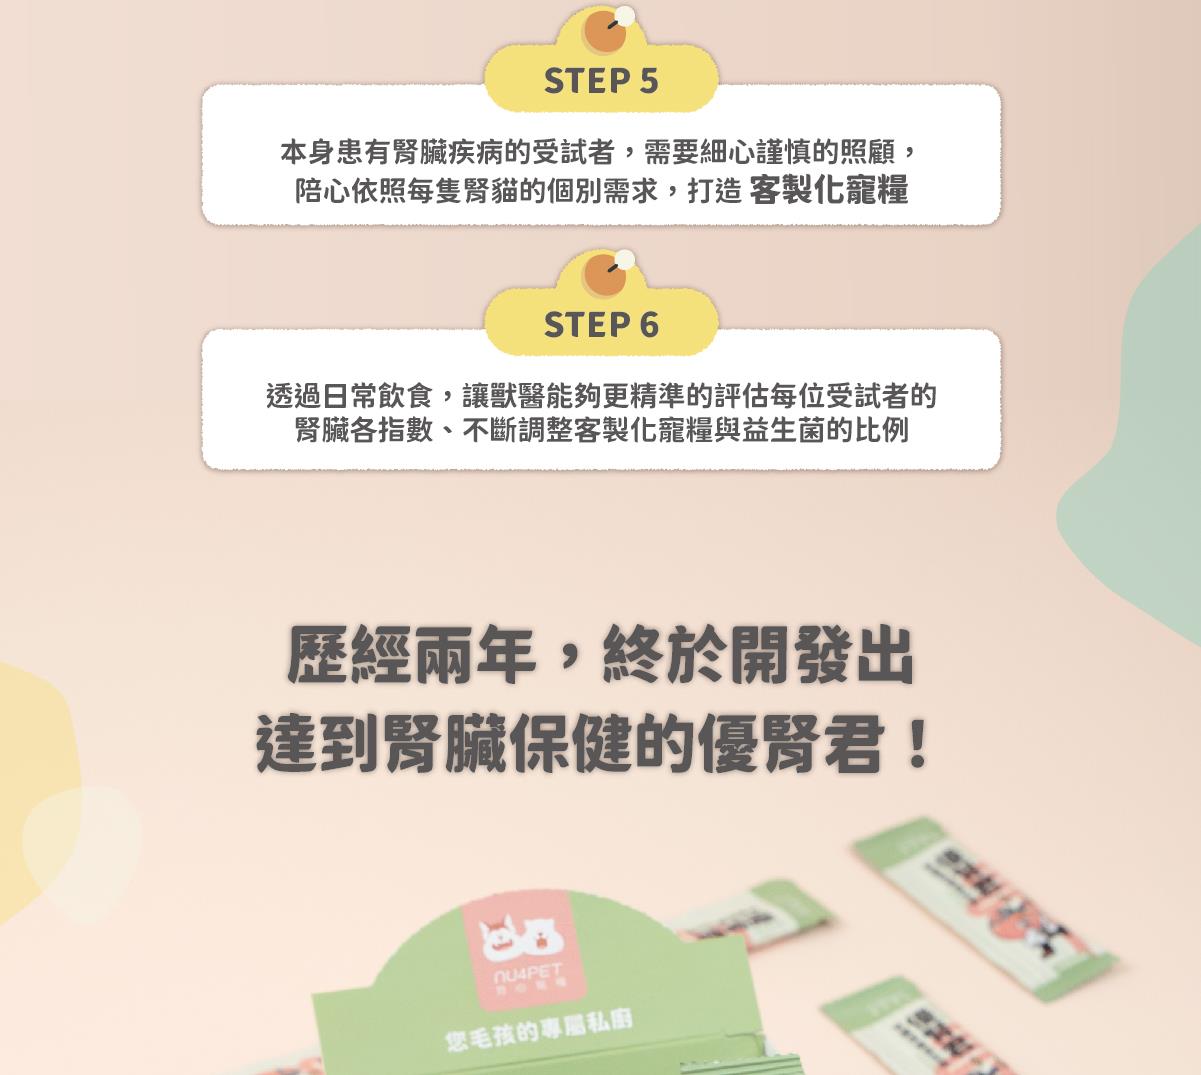 STEP 5
本身患有腎臟疾病的受試者，需要細心謹慎的照顧，
陪心依照每隻腎貓的個別需求，打造 客製化寵糧
STEP 6
透過日常飲食，讓獸醫能夠更精準的評估每位受試者的
腎臟各指數、不斷調整客製化寵糧與益生菌的比例
歷經兩年，終於開發出
達到腎臟保健的優腎君！
NU4PET
您毛孩的專屬私廚